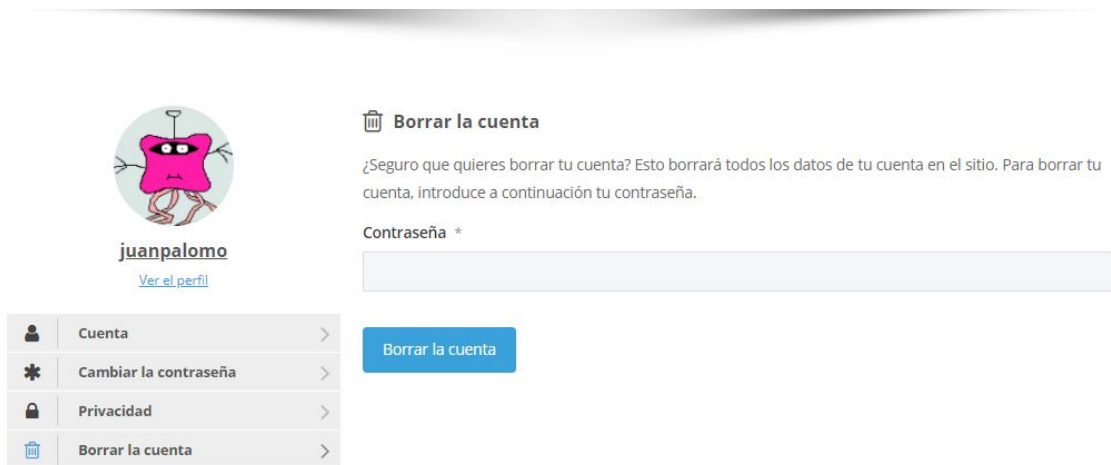 juanpalomo
Ver el perfil
Cuenta
Cambiar la contraseña
Privacidad
Borrar la cuenta
Borrar la cuenta
¿Seguro que quieres borrar tu cuenta? Esto borrará todos los datos de tu cuenta en el sitio. Para borrar tu
cuenta, introduce a continuación tu contraseña.
Contraseña *
Borrar la cuenta